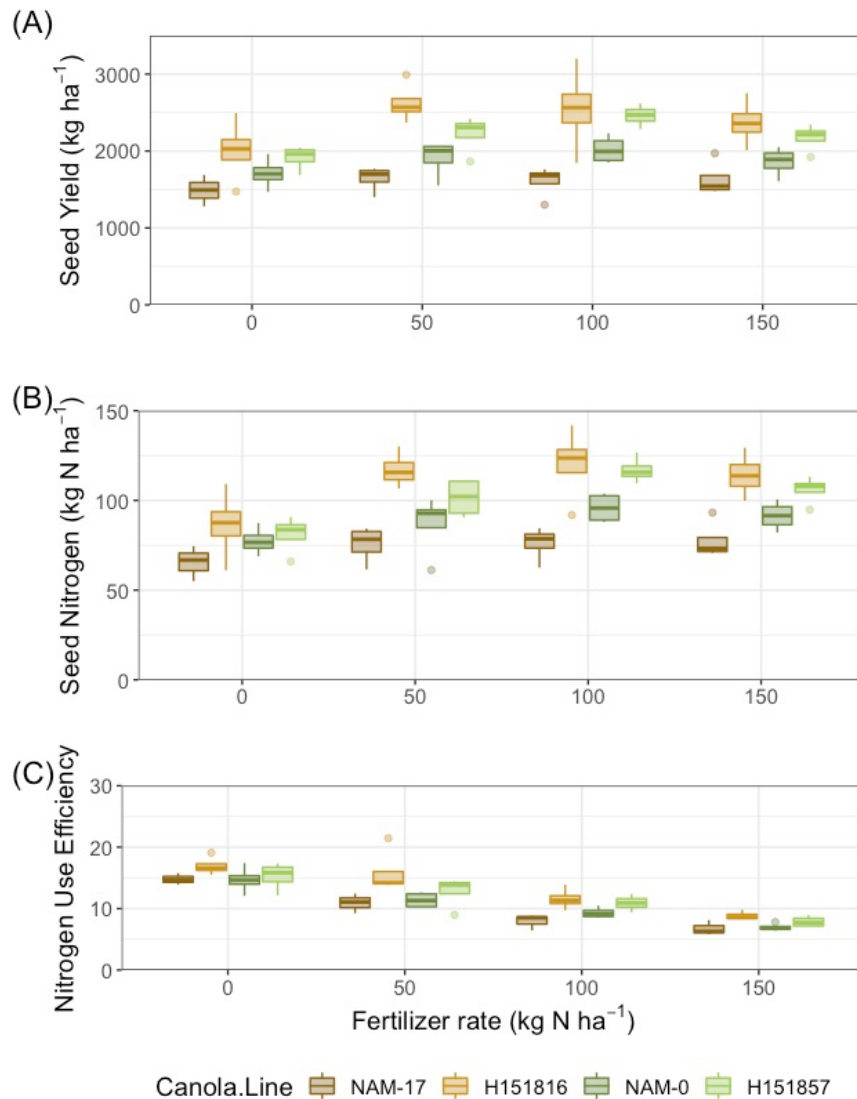 (A)
Seed Yield (kg ha⁻¹)
3000
2000
1000
0
0 50 100 150
(B)
Seed Nitrogen (kg N ha⁻¹)
150
100
50
0
0 50 100 150
(C)
Nitrogen Use Efficiency
30
20
10
0
0 50 100 150
Fertilizer rate (kg N ha⁻¹)
Canola.Line NAM-17 H151816 NAM-0 H151857